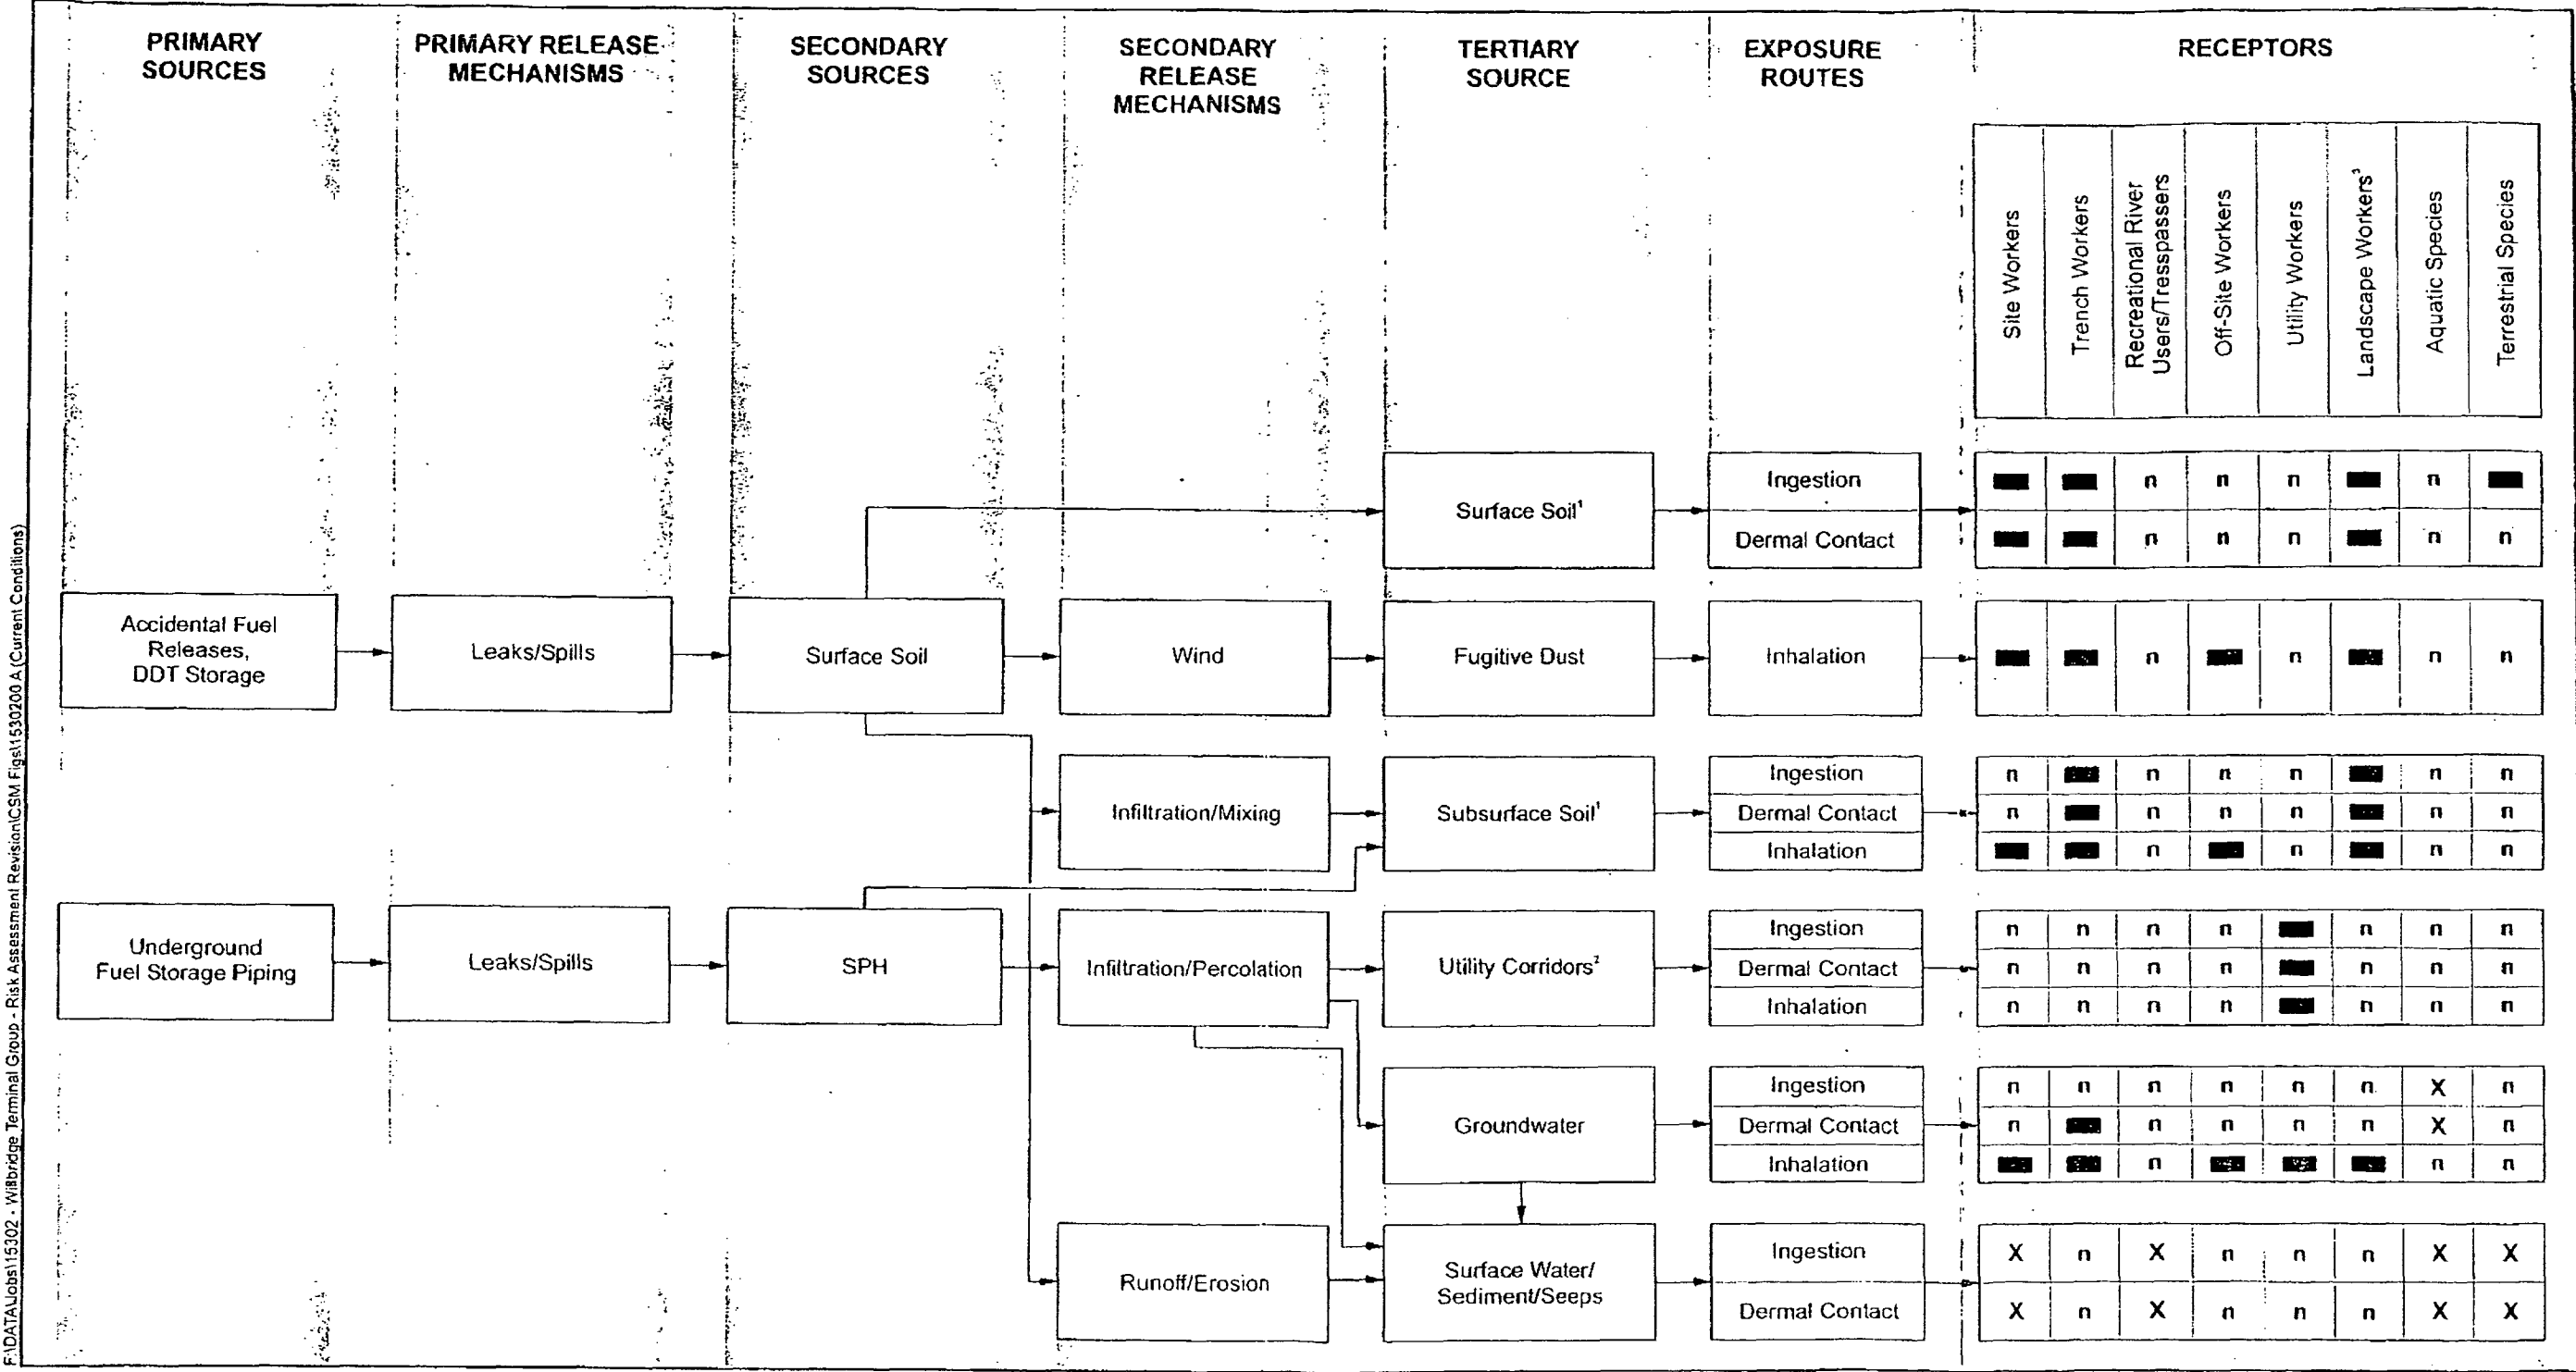 PRIMARY
SOURCES
PRIMARY RELEASE
MECHANISMS
SECONDARY
SOURCES
SECONDARY
RELEASE
MECHANISMS
TERTIARY
SOURCE
EXPOSURE
ROUTES
RECEPTORS
Site Workers
Trench Workers
Recreational River
Users/Tresspassers
Off-Site Workers
Utility Workers
Landscape Workers³
Aquatic Species
Terrestrial Species
Surface Soil¹
Ingestion
n n n n
Dermal Contact
n n n n n
Accidental Fuel
Releases,
DDT Storage
Leaks/Spills
Surface Soil
Wind
Fugitive Dust
Inhalation
n n n n
Infiltration/Mixing
Subsurface Soil¹
Ingestion
n n n n n n
Dermal Contact
n n n n n n
Inhalation
n n n n
Underground
Fuel Storage Piping
Leaks/Spills
SPH
Infiltration/Percolation
Utility Corridors²
Ingestion
n n n n n n n
Dermal Contact
n n n n n n n
Inhalation
n n n n n n n
Groundwater
Ingestion
n n n n n n X n
Dermal Contact
n n n n n X n
Inhalation
n n n
Runoff/Erosion
Surface Water/
Sediment/Seeps
Ingestion
X n X n n n X X
Dermal Contact
X n X n n n X X
F:\DATA\Jobs\15302 - Willbridge Terminal Group - Risk Assessment Revision\CSM Figs\1530200 A (Current Conditions)